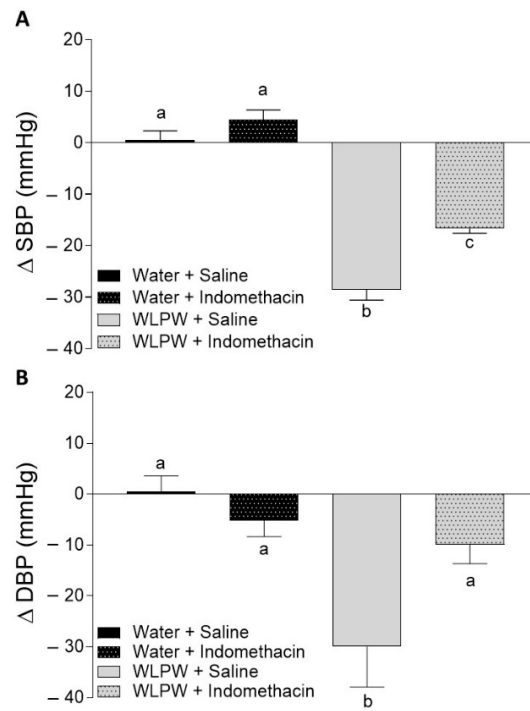 A
20
10
0
– 10
– 20
– 30
– 40
Δ SBP (mmHg)
a
a
b
c
Water + Saline
Water + Indomethacin
WLPW + Saline
WLPW + Indomethacin
B
20
10
0
– 10
– 20
– 30
– 40
Δ DBP (mmHg)
a
a
b
a
Water + Saline
Water + Indomethacin
WLPW + Saline
WLPW + Indomethacin